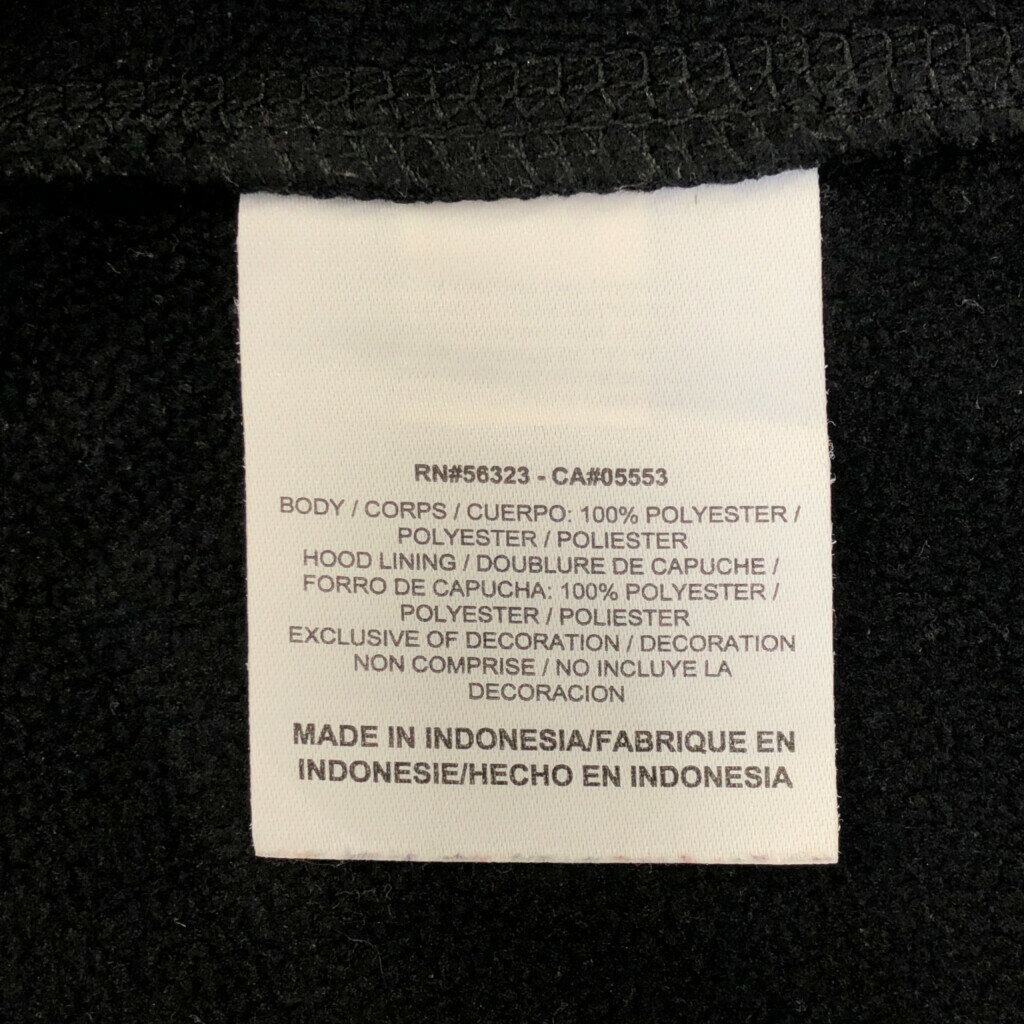 RN#56323 - CA#05553
BODY / CORPS / CUERPO: 100% POLYESTER /
POLYESTER / POLIESTER
HOOD LINING / DOUBLURE DE CAPUCHE /
FORRO DE CAPUCHA: 100% POLYESTER /
POLYESTER / POLIESTER
EXCLUSIVE OF DECORATION / DECORATION
NON COMPRISE / NO INCLUYE LA
DECORACION
MADE IN INDONESIA/FABRIQUE EN
INDONESIE/HECHO EN INDONESIA